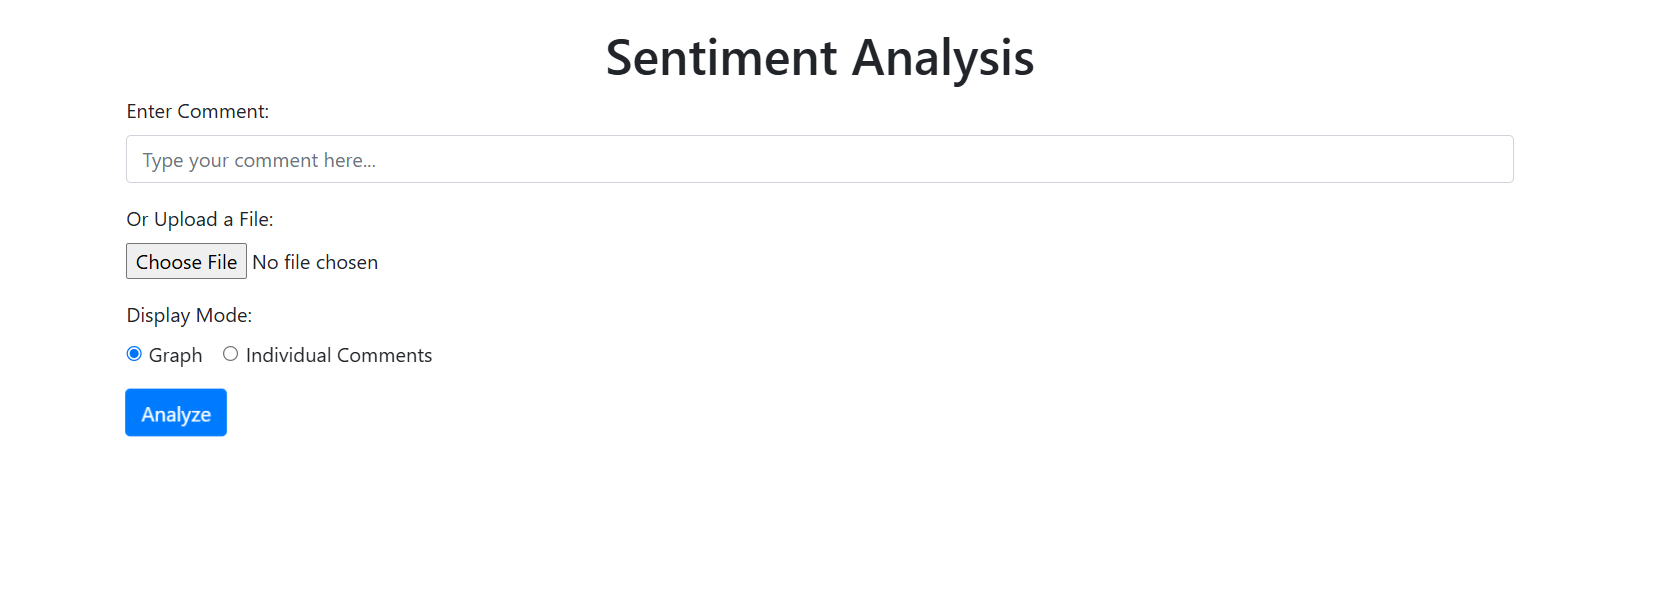 Sentiment Analysis
Enter Comment:
Type your comment here...
Or Upload a File:
Choose File No file chosen
Display Mode:
Graph Individual Comments
Analyze